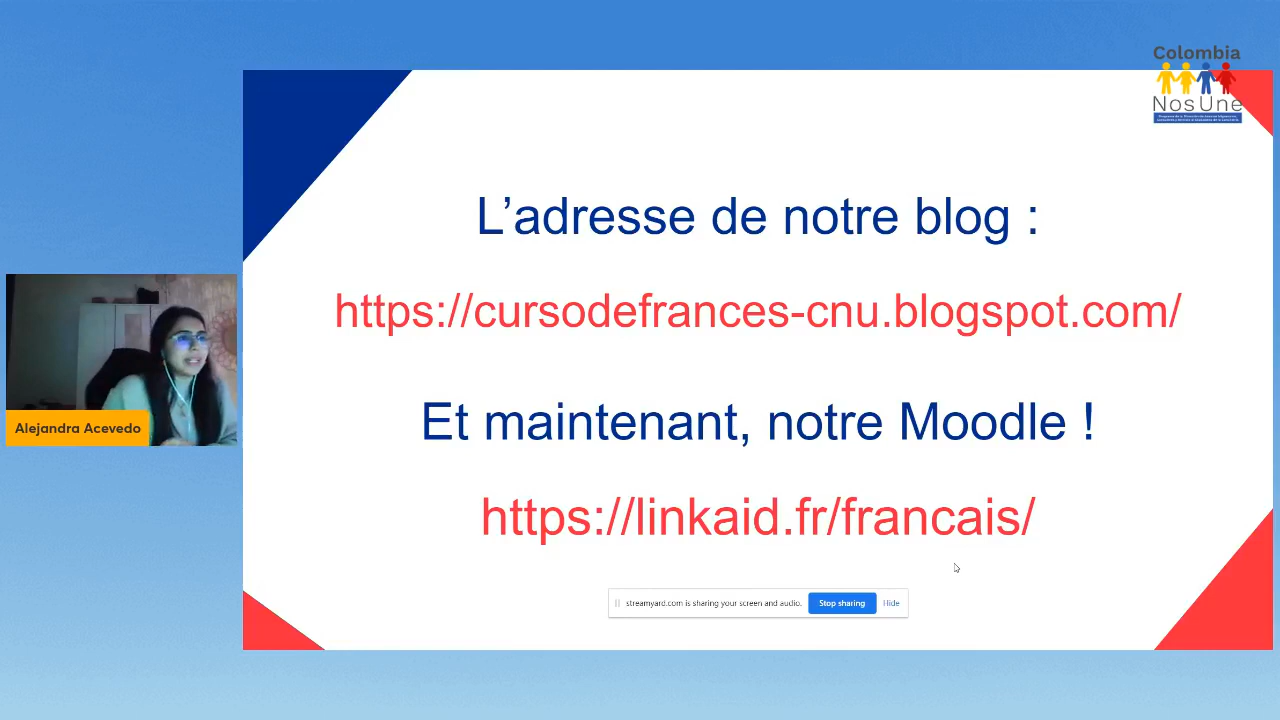 Colombia
NosUne
L'adresse de notre blog :
https://cursodefrances-cnu.blogspot.com/
Et maintenant, notre Moodle !
https://linkaid.fr/francais/
Alejandra Acevedo
streamyard.com is sharing your screen and audio.
Stop sharing
Hide